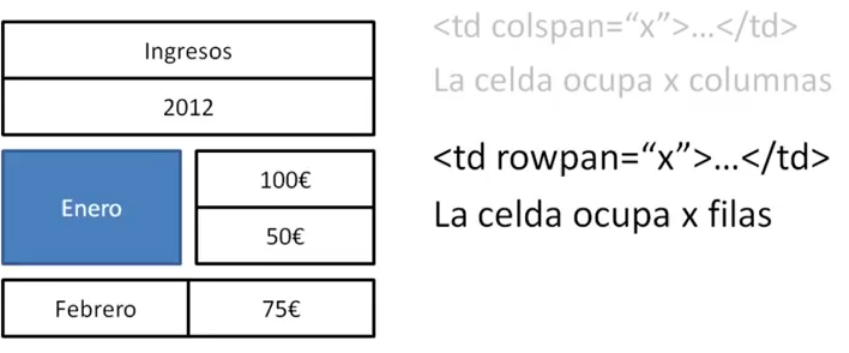 Ingresos
2012
Enero
100€
50€
Febrero
75€
<td colspan=“x”>...</td>
La celda ocupa x columnas
<td rowpan=“x”>...</td>
La celda ocupa x filas